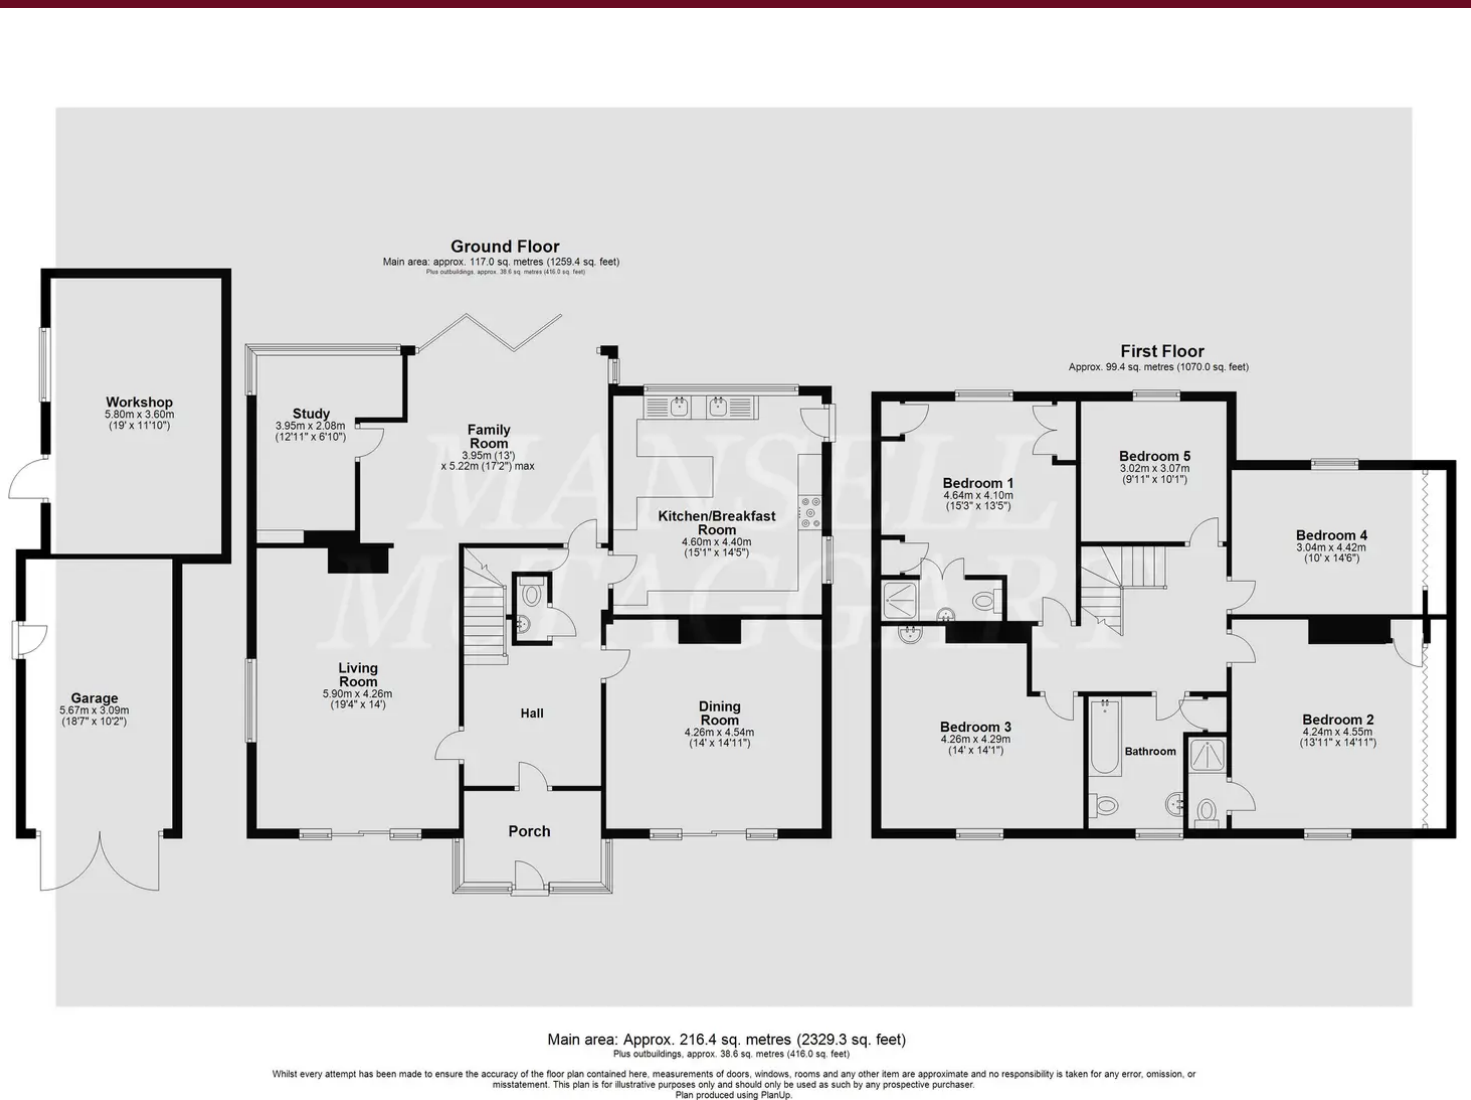 Ground Floor
Main area: approx. 117.0 sq. metres (1259.4 sq. feet)
Plus outbuildings, approx. 38.6 sq. metres (416.0 sq. feet)
Workshop
5.80m x 3.60m
(19' x 11'10")
Study
3.95m x 2.08m
(12'11" x 6'10")
Family
Room
3.95m (13')
x 5.22m (17'2") max
Kitchen/Breakfast
Room
4.60m x 4.40m
(15'1" x 14'5")
Garage
5.67m x 3.09m
(18'7" x 10'2")
Living
Room
5.90m x 4.26m
(19'4" x 14')
Hall
Dining
Room
4.26m x 4.54m
(14' x 14'11")
Porch
First Floor
Approx. 99.4 sq. metres (1070.0 sq. feet)
Bedroom 1
4.64m x 4.10m
(15'3" x 13'5")
Bedroom 5
3.02m x 3.07m
(9'11" x 10'1")
Bedroom 4
3.04m x 4.42m
(10' x 14'6")
Bedroom 3
4.26m x 4.29m
(14' x 14'1")
Bathroom
Bedroom 2
4.24m x 4.55m
(13'11" x 14'11")
MANSELL
McTAGGART
Main area: Approx. 216.4 sq. metres (2329.3 sq. feet)
Plus outbuildings, approx. 38.6 sq. metres (416.0 sq. feet)
Whilst every attempt has been made to ensure the accuracy of the floor plan contained here, measurements of doors, windows, rooms and any other item are approximate and no responsibility is taken for any error, omission, or
misstatement. This plan is for illustrative purposes only and should only be used as such by any prospective purchaser.
Plan produced using PlanUp.